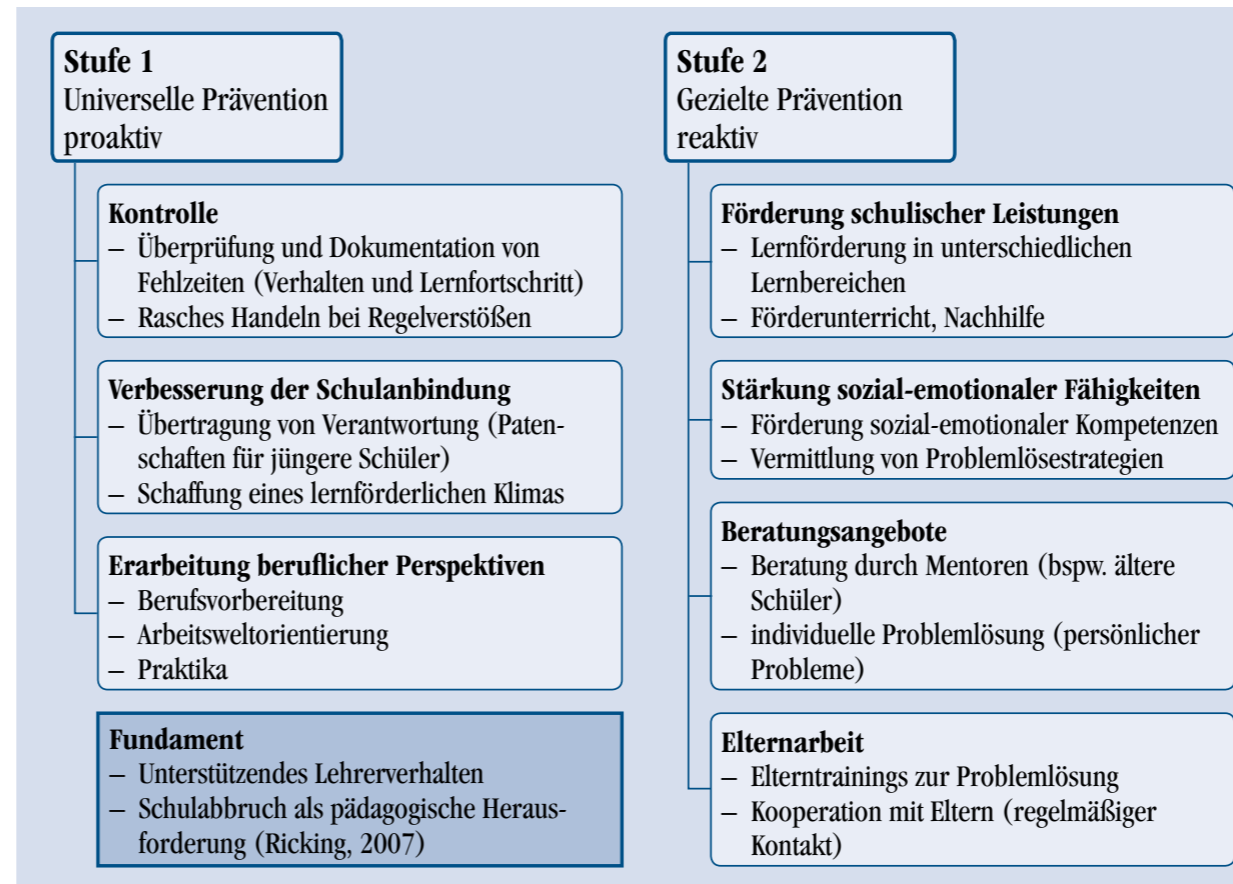 Stufe 1
Universelle Prävention
proaktiv
Kontrolle
– Überprüfung und Dokumentation von
Fehlzeiten (Verhalten und Lernfortschritt)
– Rasches Handeln bei Regelverstößen
Verbesserung der Schulanbindung
– Übertragung von Verantwortung (Paten-
schaften für jüngere Schüler)
– Schaffung eines lernförderlichen Klimas
Erarbeitung beruflicher Perspektiven
– Berufsvorbereitung
– Arbeitsweltorientierung
– Praktika
Fundament
– Unterstützendes Lehrerverhalten
– Schulabbruch als pädagogische Heraus-
forderung (Ricking, 2007)
Stufe 2
Gezielte Prävention
reaktiv
Förderung schulischer Leistungen
– Lernförderung in unterschiedlichen
Lernbereichen
– Förderunterricht, Nachhilfe
Stärkung sozial-emotionaler Fähigkeiten
– Förderung sozial-emotionaler Kompetenzen
– Vermittlung von Problemlösestrategien
Beratungsangebote
– Beratung durch Mentoren (bspw. ältere
Schüler)
– individuelle Problemlösung (persönlicher
Probleme)
Elternarbeit
– Elterntrainings zur Problemlösung
– Kooperation mit Eltern (regelmäßiger
Kontakt)